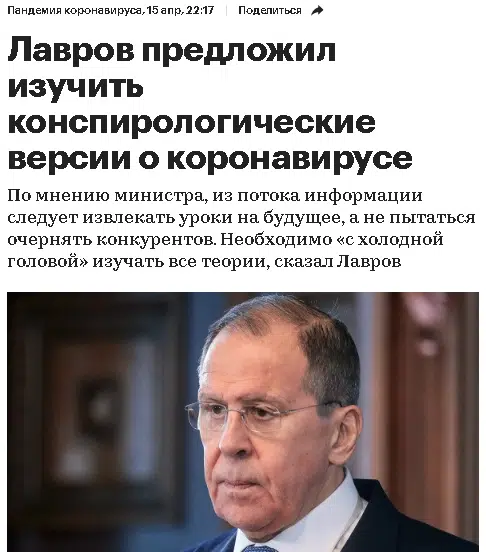 Пандемия коронавируса, 15 апр, 22:17 Поделиться
Лавров предложил
изучить
конспирологические
версии о коронавирусе
По мнению министра, из потока информации
следует извлекать уроки на будущее, а не пытаться
очернять конкурентов. Необходимо «с холодной
головой» изучать все теории, сказал Лавров